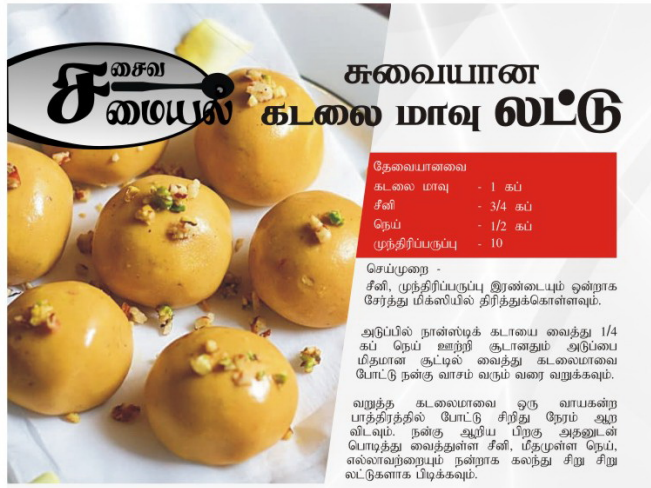 சைவ
சமையல்
சுவையான
கடலை மாவு லட்டு
தேவையானவை
கடலை மாவு - 1 கப்
சீனி - 3/4 கப்
நெய் - 1/2 கப்
முந்திரிப்பருப்பு - 10
செய்முறை -
சீனி, முந்திரிப்பருப்பு இரண்டையும் ஒன்றாக
சேர்த்து மிக்ஸியில் திரித்துக்கொள்ளவும்.
அடுப்பில் நான்ஸ்டிக் கடாயை வைத்து 1/4
கப் நெய் ஊற்றி சூடானதும் அடுப்பை
மிதமான சூட்டில் வைத்து கடலைமாவை
போட்டு நன்கு வாசம் வரும் வரை வறுக்கவும்.
வறுத்த கடலைமாவை ஒரு வாயகன்ற
பாத்திரத்தில் போட்டு சிறிது நேரம் ஆற
விடவும். நன்கு ஆறிய பிறகு அதனுடன்
பொடித்து வைத்துள்ள சீனி, மீதமுள்ள நெய்,
எல்லாவற்றையும் நன்றாக கலந்து சிறு சிறு
லட்டுகளாக பிடிக்கவும்.